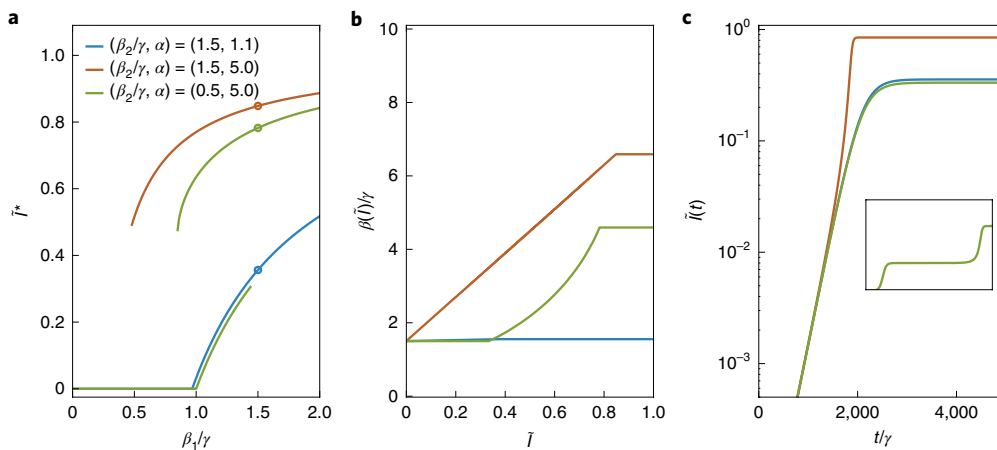 a
1.0
0.8
0.6
0.4
0.2
0
0
0.5
1.0
1.5
2.0
(β₂/γ, α) = (1.5, 1.1)
(β₂/γ, α) = (1.5, 5.0)
(β₂/γ, α) = (0.5, 5.0)
Ĩ*
β₁/γ
b
10
8
6
4
2
0
0
0.2
0.4
0.6
0.8
1.0
β(Ĩ)/γ
Ĩ
c
10⁰
10⁻¹
10⁻²
10⁻³
0
2,000
4,000
Ĩ(t)
t/γ